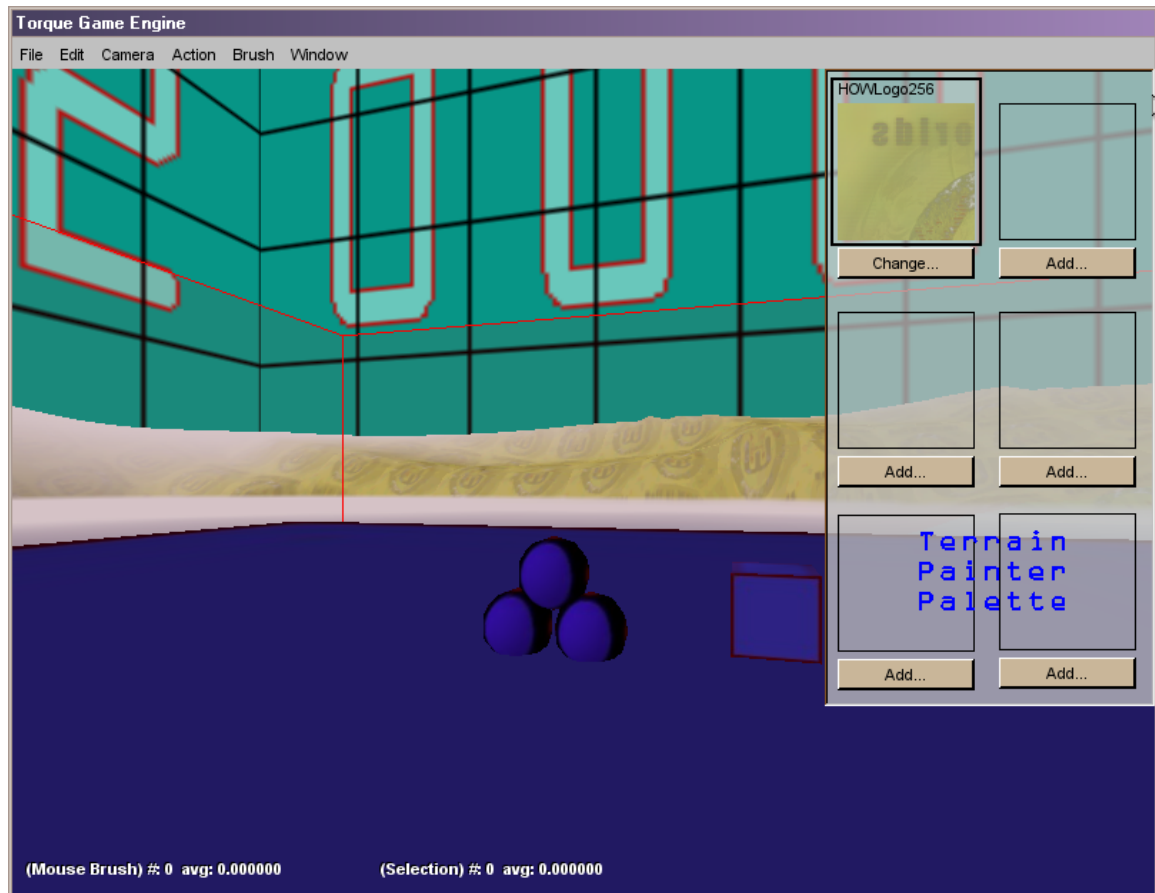 Torque Game Engine
File Edit Camera Action Brush Window
HOWLogo256
Change... Add...
Add... Add...
Terrain
Painter
Palette
Add... Add...
(Mouse Brush) #: 0 avg: 0.000000 (Selection) #: 0 avg: 0.000000